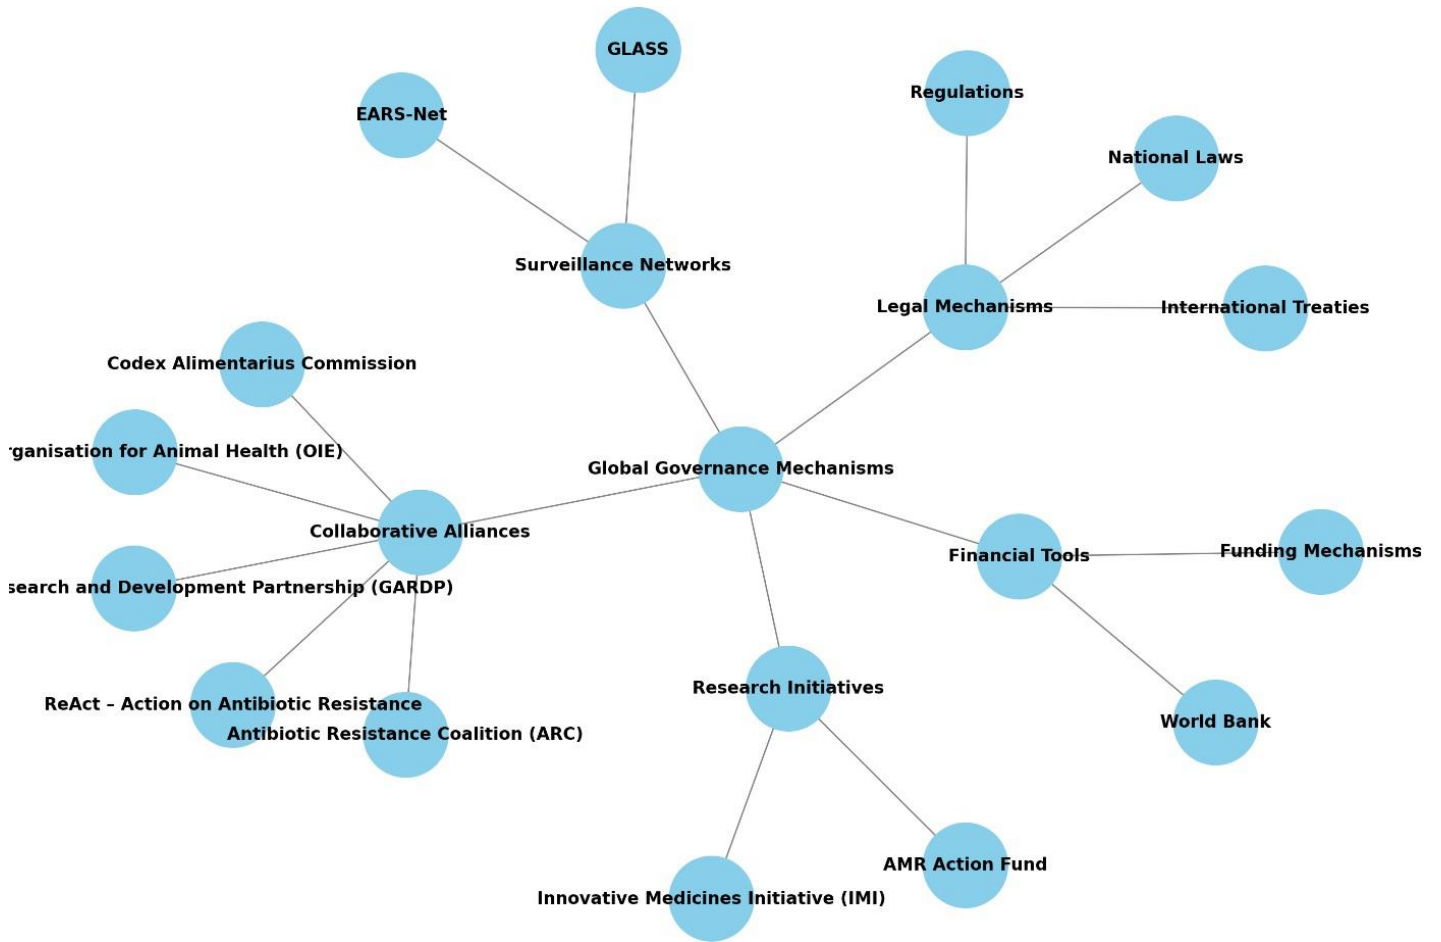 GLASS
Regulations
EARS-Net
National Laws
Surveillance Networks
Legal Mechanisms
International Treaties
Codex Alimentarius Commission
rganisation for Animal Health (OIE)
Global Governance Mechanisms
Collaborative Alliances
Funding Mechanisms
Financial Tools
search and Development Partnership (GARDP)
Research Initiatives
ReAct – Action on Antibiotic Resistance
World Bank
Antibiotic Resistance Coalition (ARC)
AMR Action Fund
Innovative Medicines Initiative (IMI)